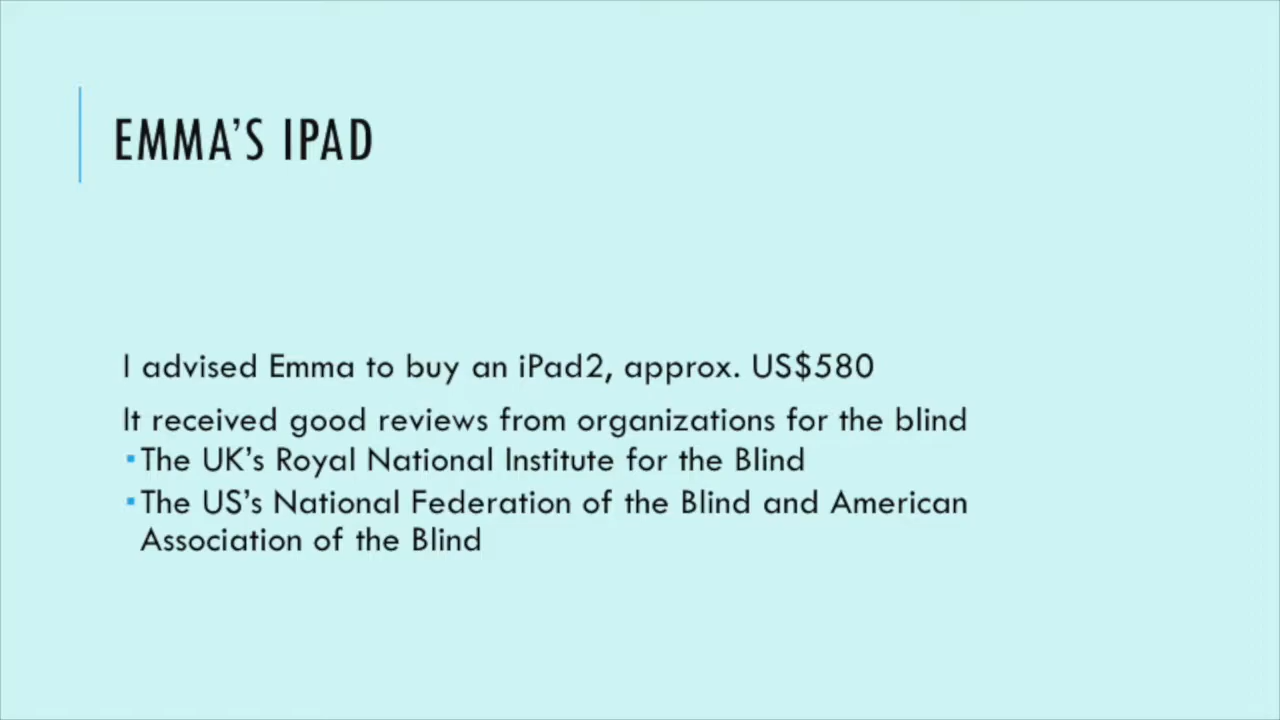 EMMA’S IPAD
I advised Emma to buy an iPad2, approx. US$580
It received good reviews from organizations for the blind
▪The UK’s Royal National Institute for the Blind
▪The US’s National Federation of the Blind and American
Association of the Blind